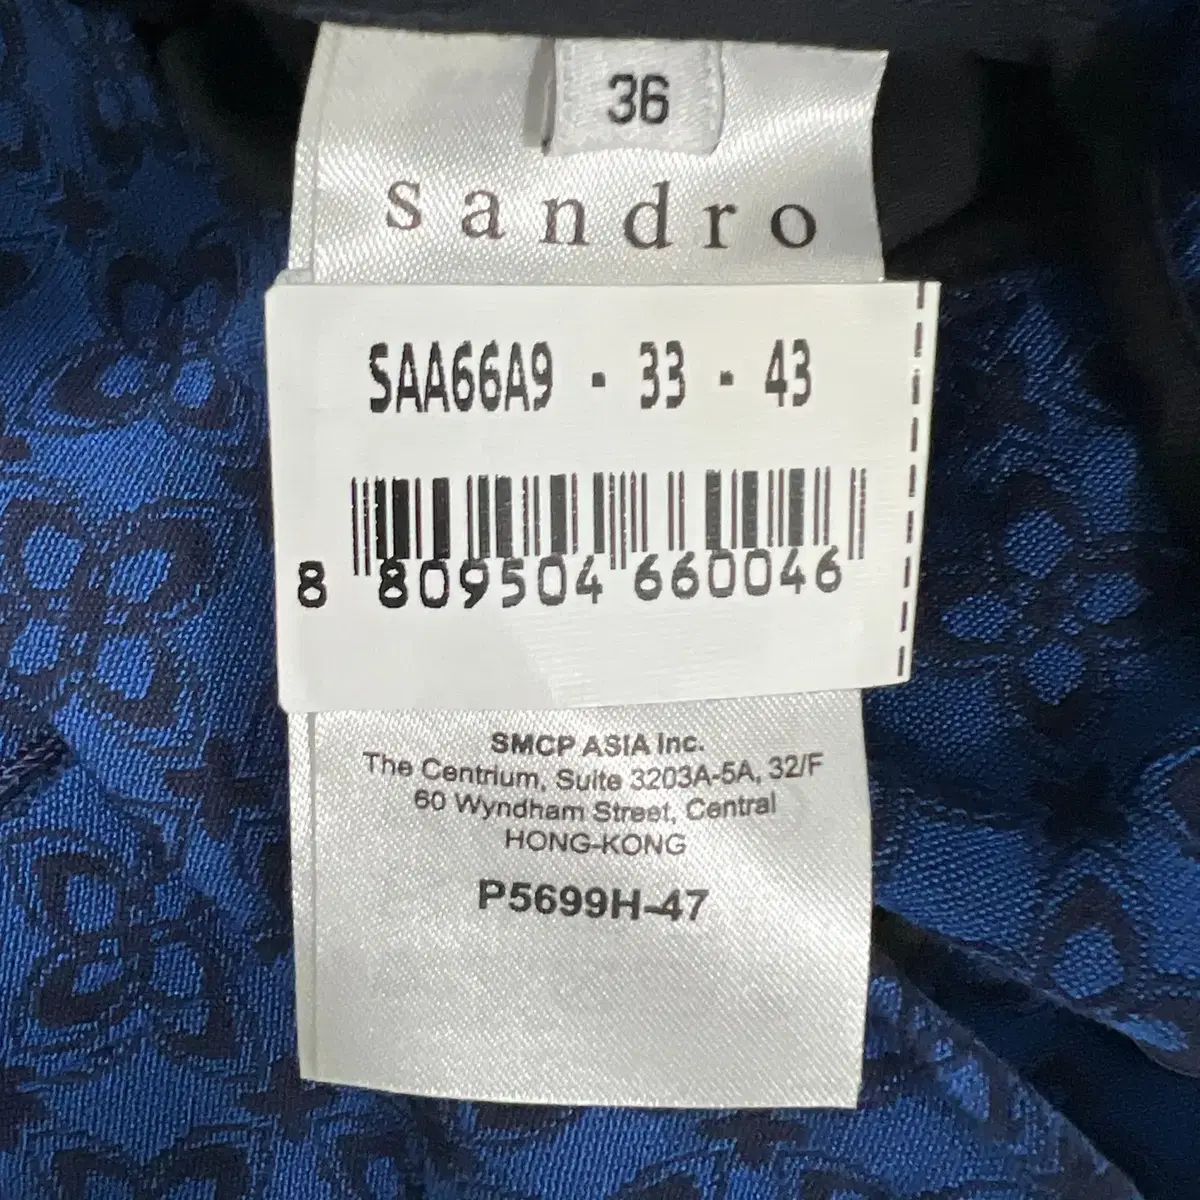 36
sandro
SAA66A9 - 33 - 43
8 809504 660046
SMCP ASIA Inc.
The Centrium, Suite 3203A-5A, 32/F
60 Wyndham Street, Central
HONG-KONG
P5699H-47